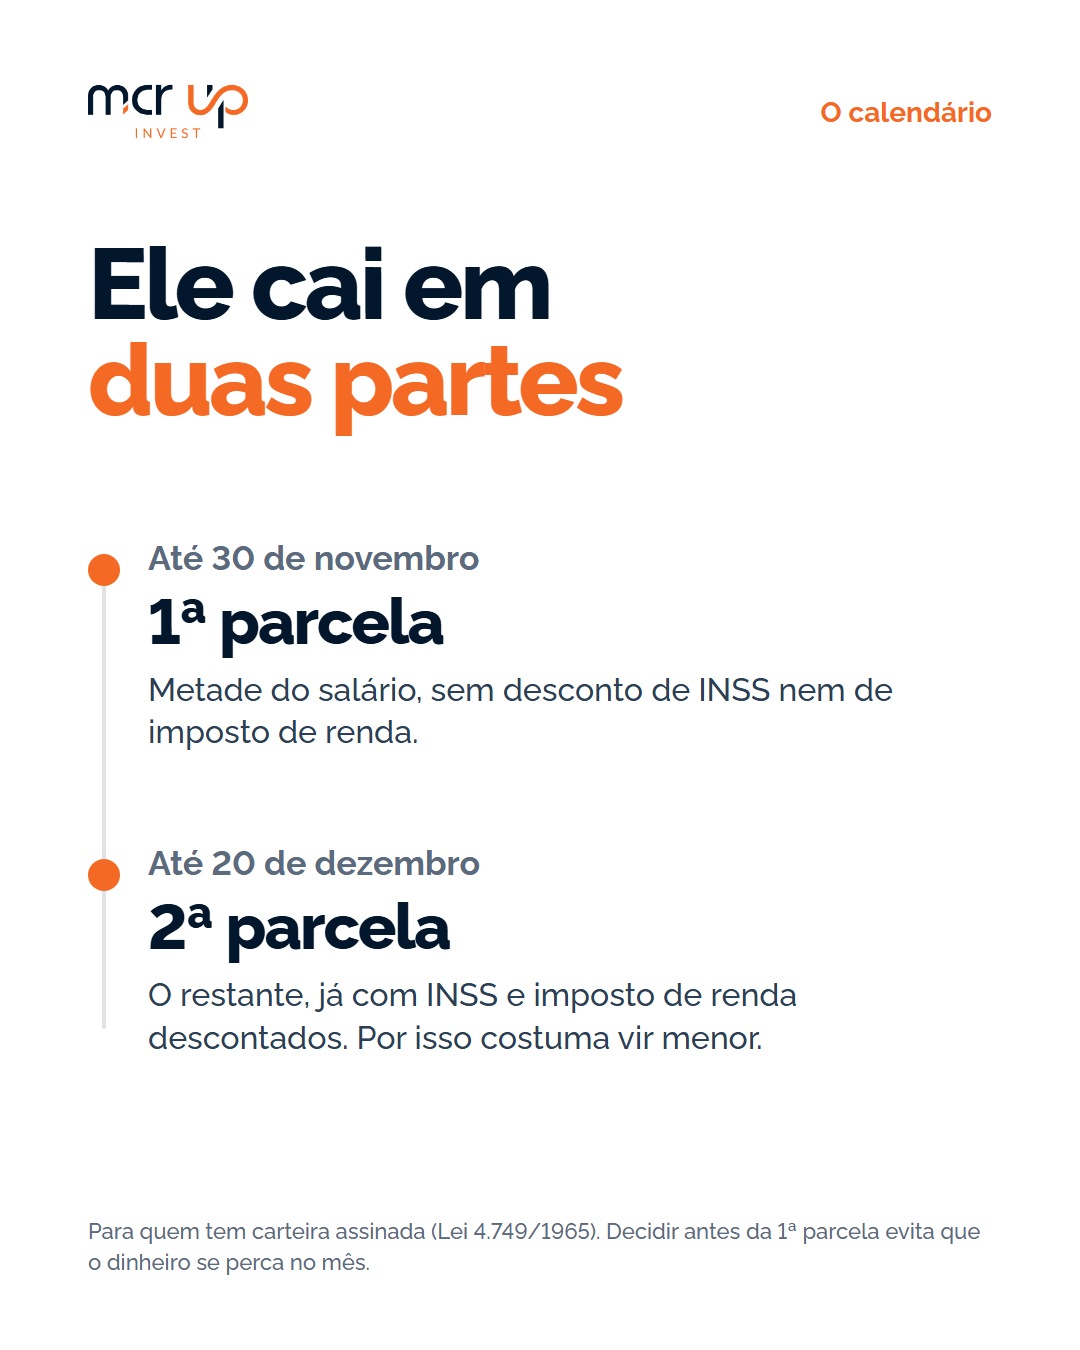 mcr up
INVEST
O calendário
Ele cai em
duas partes
Até 30 de novembro
1ª parcela
Metade do salário, sem desconto de INSS nem de
imposto de renda.
Até 20 de dezembro
2ª parcela
O restante, já com INSS e imposto de renda
descontados. Por isso costuma vir menor.
Para quem tem carteira assinada (Lei 4.749/1965). Decidir antes da 1ª parcela evita que
o dinheiro se perca no mês.